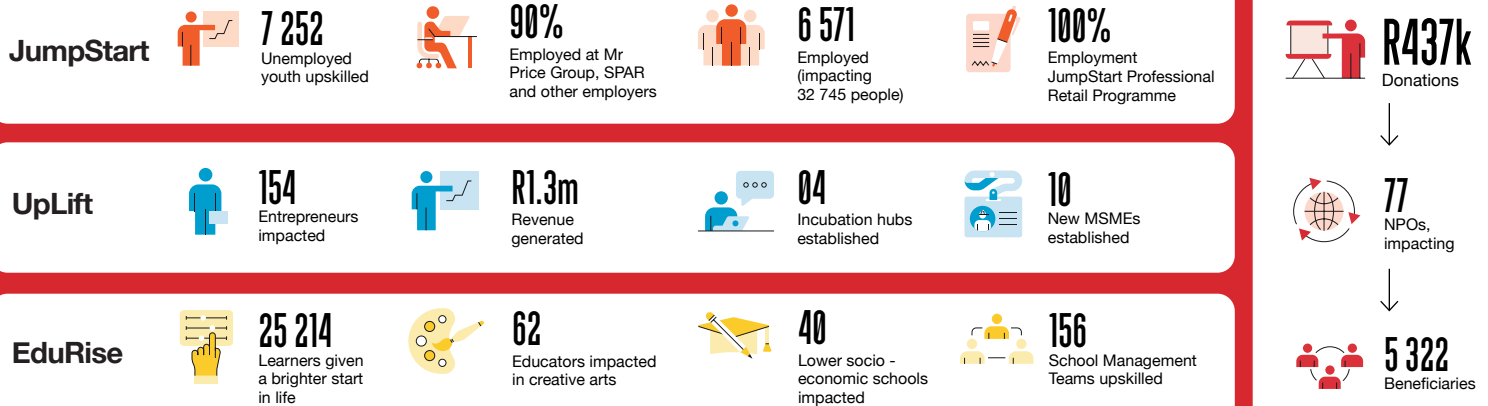 JumpStart
7 252
Unemployed
youth upskilled
90%
Employed at Mr
Price Group, SPAR
and other employers
6 571
Employed
(impacting
32 745 people)
100%
Employment
JumpStart Professional
Retail Programme
UpLift
154
Entrepreneurs
impacted
R1.3m
Revenue
generated
04
Incubation hubs
established
10
New MSMEs
established
EduRise
25 214
Learners given
a brighter start
in life
62
Educators impacted
in creative arts
40
Lower socio -
economic schools
impacted
156
School Management
Teams upskilled
R437k
Donations
77
NPOs,
impacting
5 322
Beneficiaries